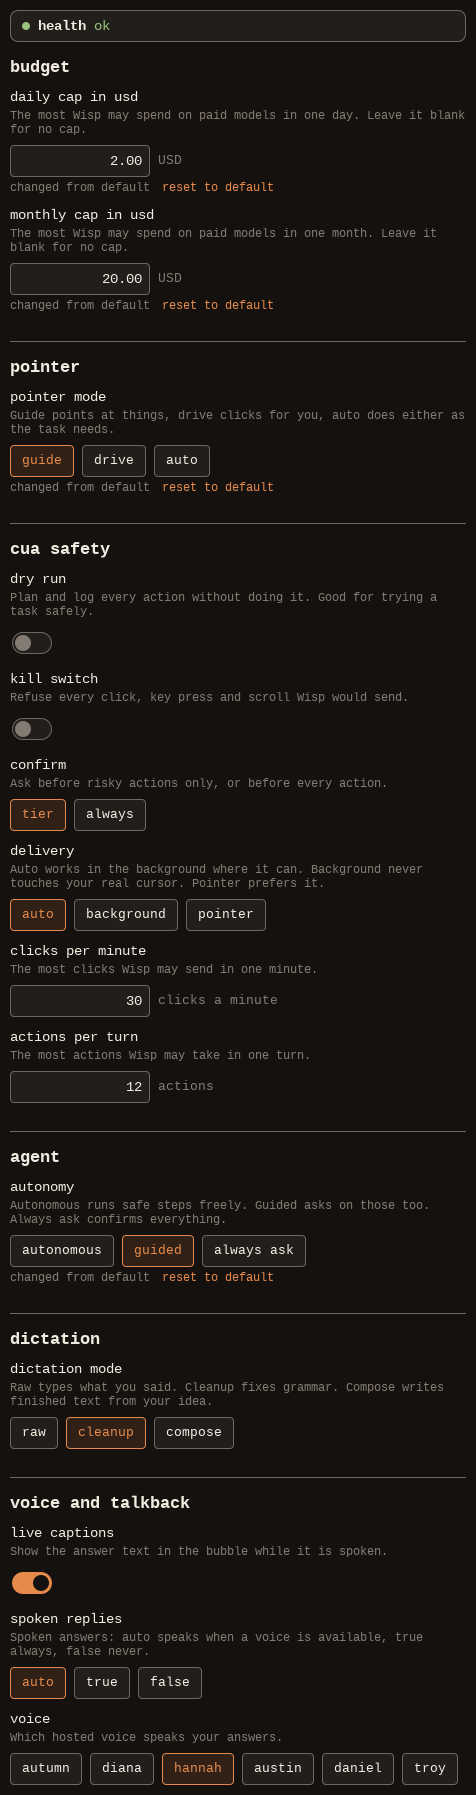 health ok
budget
daily cap in usd
The most Wisp may spend on paid models in one day. Leave it blank
for no cap.
2.00 USD
changed from default reset to default
monthly cap in usd
The most Wisp may spend on paid models in one month. Leave it
blank for no cap.
20.00 USD
changed from default reset to default
pointer
pointer mode
Guide points at things, drive clicks for you, auto does either as
the task needs.
guide drive auto
changed from default reset to default
cua safety
dry run
Plan and log every action without doing it. Good for trying a
task safely.
kill switch
Refuse every click, key press and scroll Wisp would send.
confirm
Ask before risky actions only, or before every action.
tier always
delivery
Auto works in the background where it can. Background never
touches your real cursor. Pointer prefers it.
auto background pointer
clicks per minute
The most clicks Wisp may send in one minute.
30 clicks a minute
actions per turn
The most actions Wisp may take in one turn.
12 actions
agent
autonomy
Autonomous runs safe steps freely. Guided asks on those too.
Always ask confirms everything.
autonomous guided always ask
changed from default reset to default
dictation
dictation mode
Raw types what you said. Cleanup fixes grammar. Compose writes
finished text from your idea.
raw cleanup compose
voice and talkback
live captions
Show the answer text in the bubble while it is spoken.
spoken replies
Spoken answers: auto speaks when a voice is available, true
always, false never.
auto true false
voice
Which hosted voice speaks your answers.
autumn diana hannah austin daniel troy